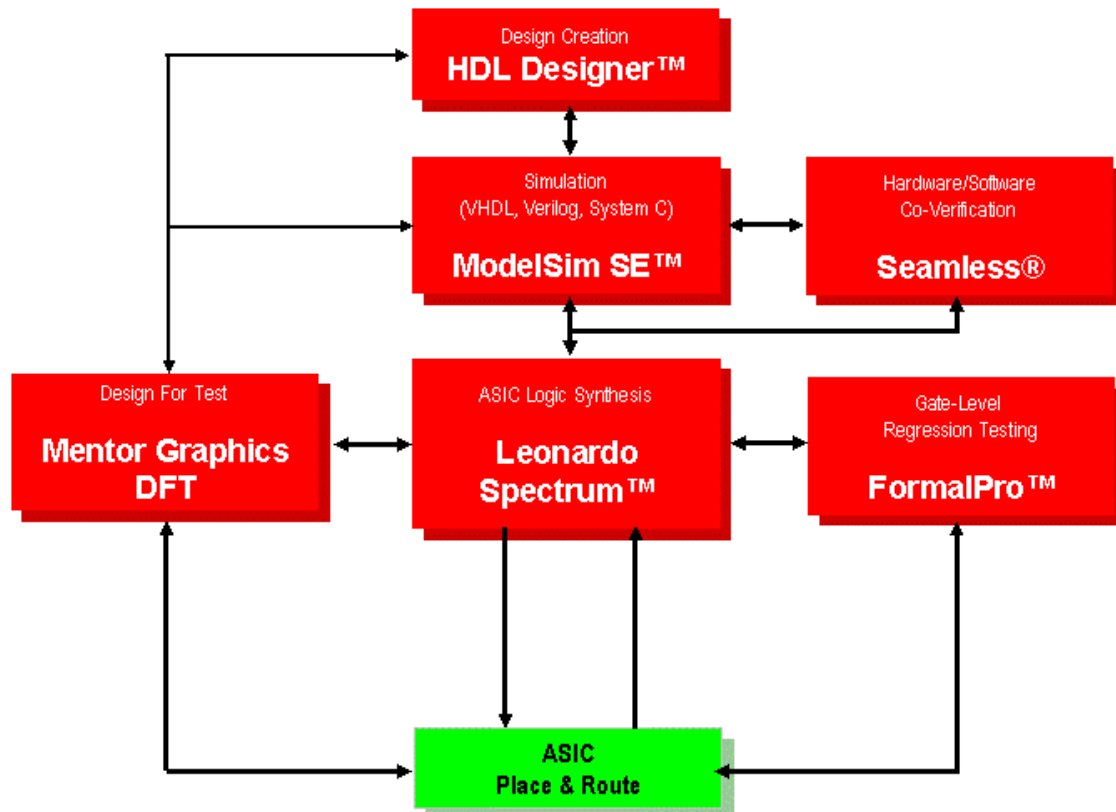 Design Creation
HDL Designer™
Simulation
(VHDL, Verilog, System C)
ModelSim SE™
Hardware/Software
Co-Verification
Seamless®
Design For Test
Mentor Graphics
DFT
ASIC Logic Synthesis
Leonardo
Spectrum™
Gate-Level
Regression Testing
FormalPro™
ASIC
Place & Route